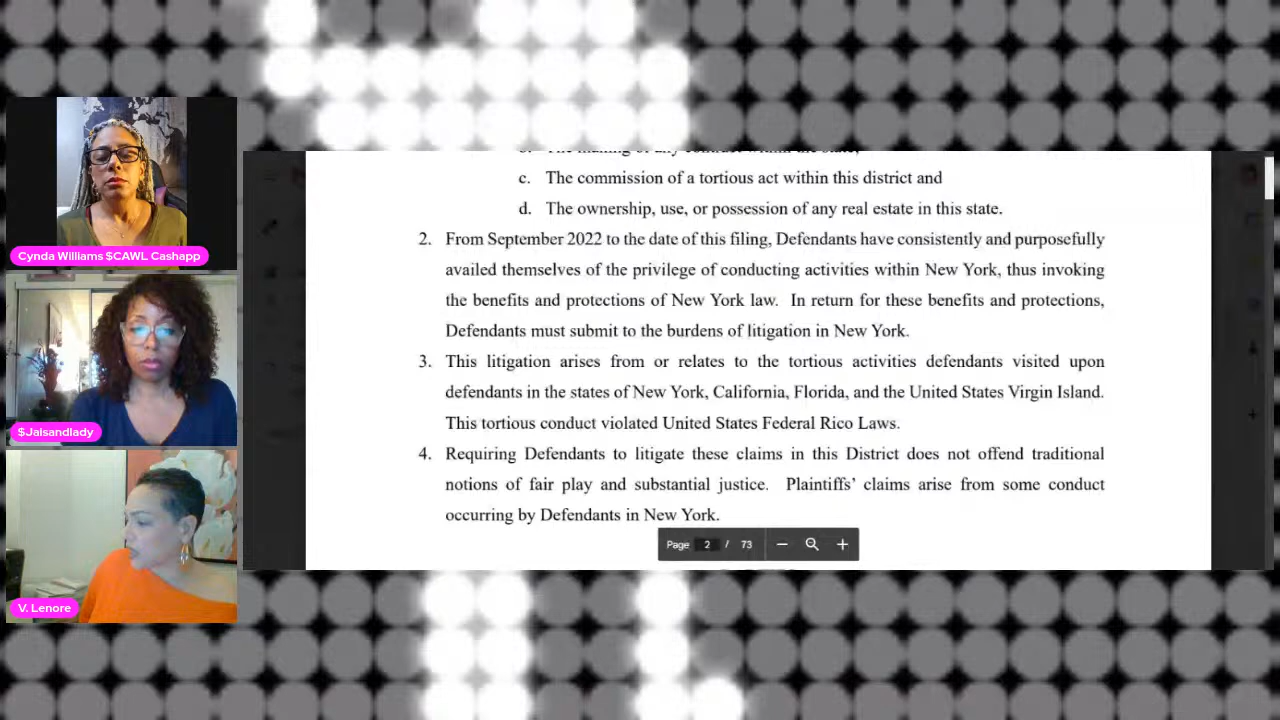 Cynda Williams $CAWL Cashapp
$Jaisandlady
V. Lenore
b. The making of any contract within the state;
c. The commission of a tortious act within this district and
d. The ownership, use, or possession of any real estate in this state.
2. From September 2022 to the date of this filing, Defendants have consistently and purposefully
availed themselves of the privilege of conducting activities within New York, thus invoking
the benefits and protections of New York law. In return for these benefits and protections,
Defendants must submit to the burdens of litigation in New York.
3. This litigation arises from or relates to the tortious activities defendants visited upon
defendants in the states of New York, California, Florida, and the United States Virgin Island.
This tortious conduct violated United States Federal Rico Laws.
4. Requiring Defendants to litigate these claims in this District does not offend traditional
notions of fair play and substantial justice. Plaintiffs' claims arise from some conduct
occurring by Defendants in New York.
Page 2 / 73